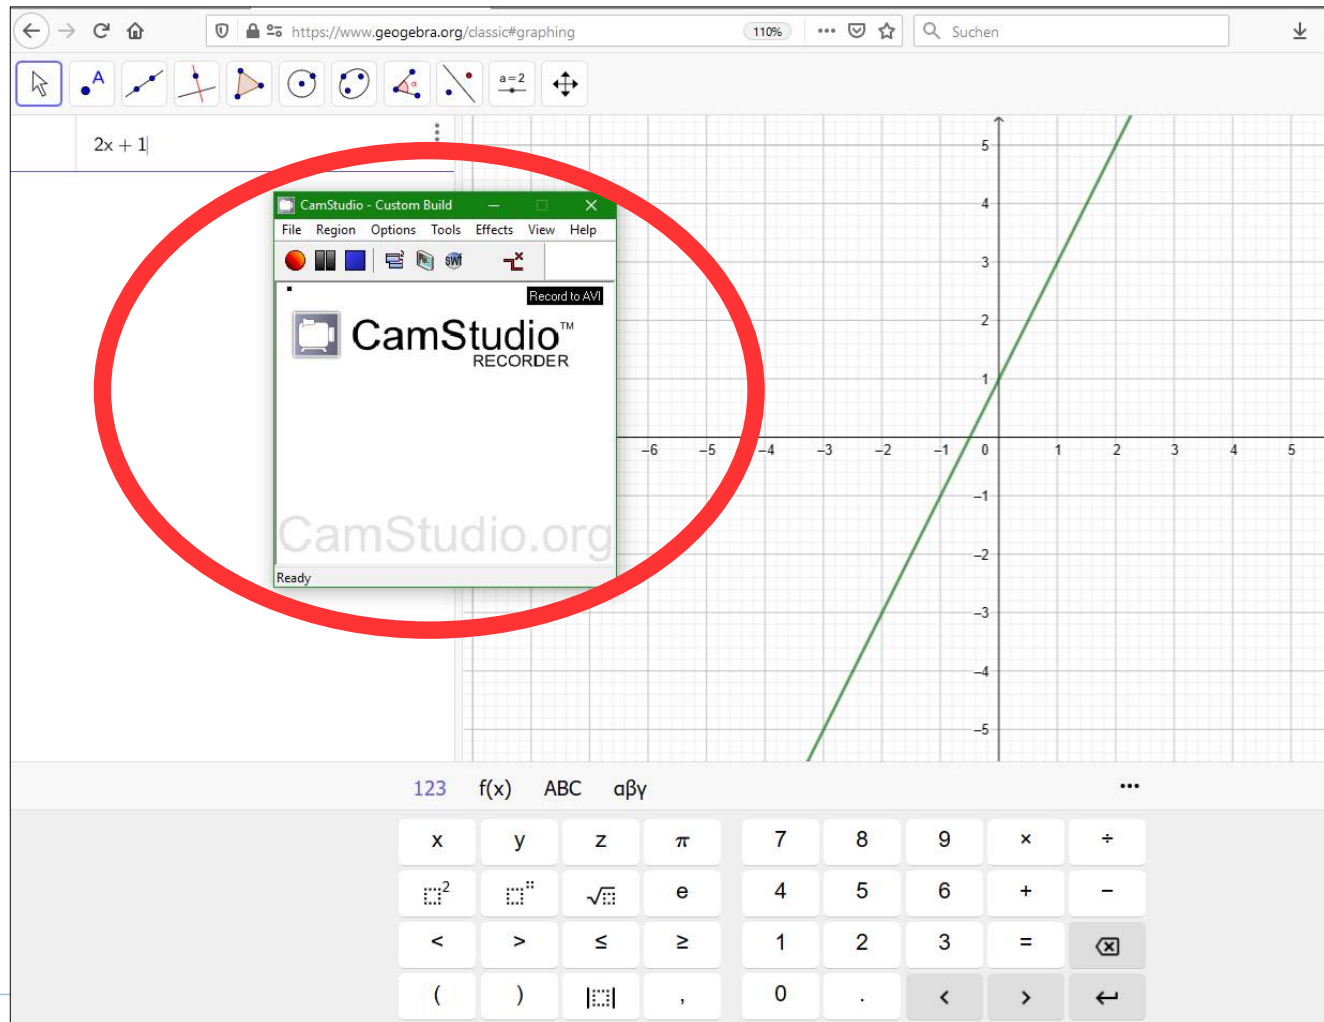 https://www.geogebra.org/classic#graphing
110%
Suchen
A
α
a=2
2x + 1
CamStudio - Custom Build
File Region Options Tools Effects View Help
SWf
Record to AVI
CamStudio™
RECORDER
CamStudio.org
Ready
5
4
3
2
1
–6 –5 –4 –3 –2 –1 0 1 2 3 4 5
–1
–2
–3
–4
–5
123 f(x) ABC αβγ
x y z π 7 8 9 × ÷
2 √ e 4 5 6 + −
< > ≤ ≥ 1 2 3 =
( ) | | , 0 . < >